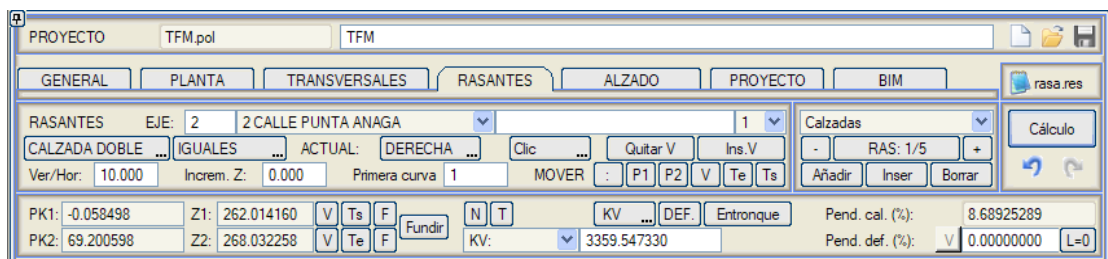 PROYECTO TFM.pol TFM
GENERAL PLANTA TRANSVERSALES RASANTES ALZADO PROYECTO BIM rasa.res
RASANTES EJE: 2 2 CALLE PUNTA ANAGA 1 Calzadas Cálculo
CALZADA DOBLE ... IGUALES ... ACTUAL: DERECHA ... Clic ... Quitar V Ins.V - RAS: 1/5 +
Ver/Hor: 10.000 Increm. Z: 0.000 Primera curva 1 MOVER : P1 P2 V Te Ts Añadir Inser Borrar
PK1: -0.058498 Z1: 262.014160 V Ts F Fundir N T KV ... DEF. Entronque Pend. cal. (%): 8.68925289
PK2: 69.200598 Z2: 268.032258 V Te F KV: 3359.547330 Pend. def. (%): V 0.00000000 L=0